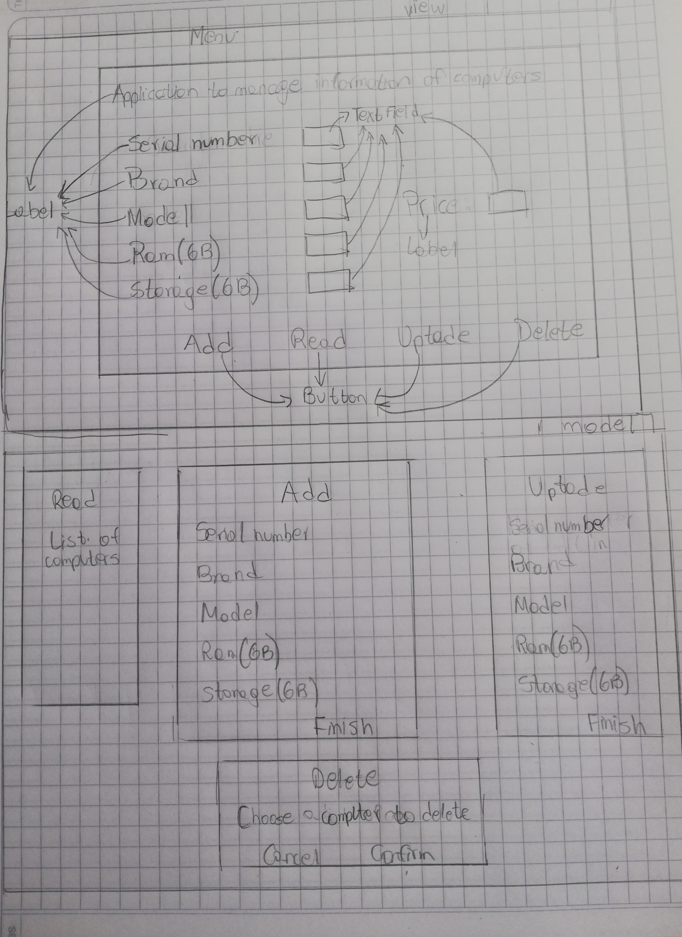 view
Menu
Application to manage information of computers
Text Field
Serial number
Brand
Label
Modell
Price
Ram(GB)
Label
Storage(GB)
Add Read Uptade Delete
Button
model
Read
List of
computers
Add
Serial number
Brand
Model
Ram(GB)
Storage(GB)
Finish
Uptade
Serial number
Brand
Model
Ram(GB)
Storage(GB)
Finish
Delete
Choose a computer to delete
Cancel Confirm